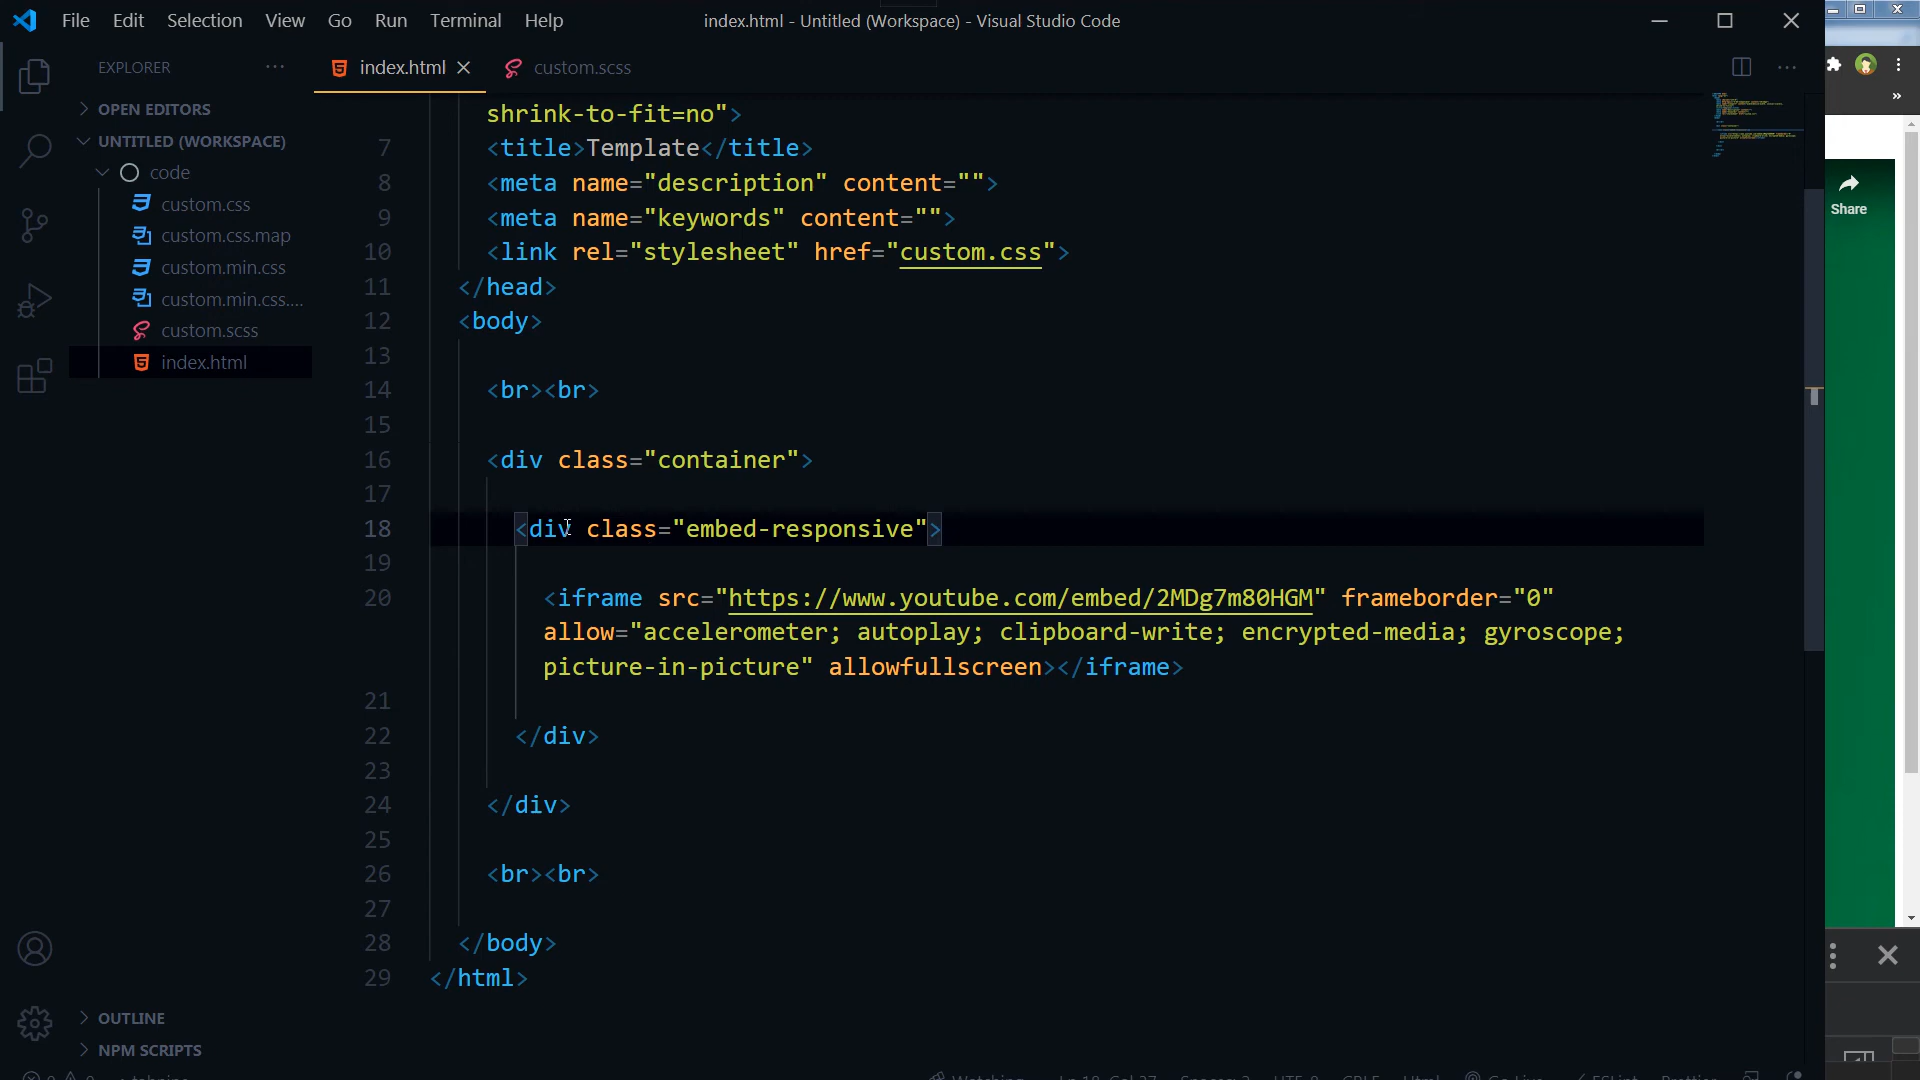 File Edit Selection View Go Run Terminal Help
index.html - Untitled (Workspace) - Visual Studio Code
EXPLORER
index.html
custom.scss
OPEN EDITORS
UNTITLED (WORKSPACE)
code
custom.css
custom.css.map
custom.min.css
custom.min.css....
custom.scss
index.html
OUTLINE
NPM SCRIPTS
shrink-to-fit=no">
7 <title>Template</title>
8 <meta name="description" content="">
9 <meta name="keywords" content="">
10 <link rel="stylesheet" href="custom.css">
11 </head>
12 <body>
13
14 <br><br>
15
16 <div class="container">
17
18 <div class="embed-responsive">
19
20 <iframe src="https://www.youtube.com/embed/2MDg7m80HGM" frameborder="0"
allow="accelerometer; autoplay; clipboard-write; encrypted-media; gyroscope;
picture-in-picture" allowfullscreen></iframe>
21
22 </div>
23
24 </div>
25
26 <br><br>
27
28 </body>
29 </html>
Share